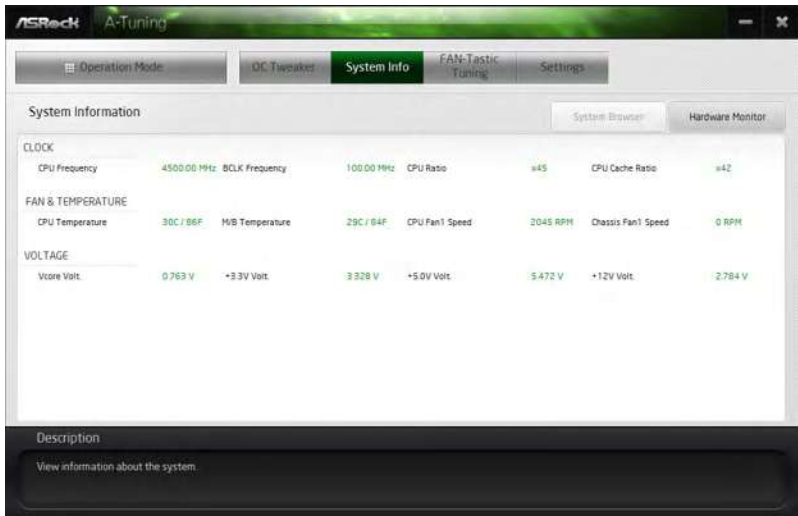 ASRock A-Tuning
Operation Mode OC Tweaker System Info FAN-Tastic Tuning Settings
System Information System Browser Hardware Monitor
CLOCK
CPU Frequency 4500.00 MHz BCLK Frequency 100.00 MHz CPU Ratio x45 CPU Cache Ratio x42
FAN & TEMPERATURE
CPU Temperature 30C / 86F M/B Temperature 29C / 84F CPU Fan1 Speed 2045 RPM Chassis Fan1 Speed 0 RPM
VOLTAGE
Vcore Volt. 0.763 V +3.3V Volt. 3.328 V +5.0V Volt. 5.472 V +12V Volt. 2.784 V
Description
View information about the system.